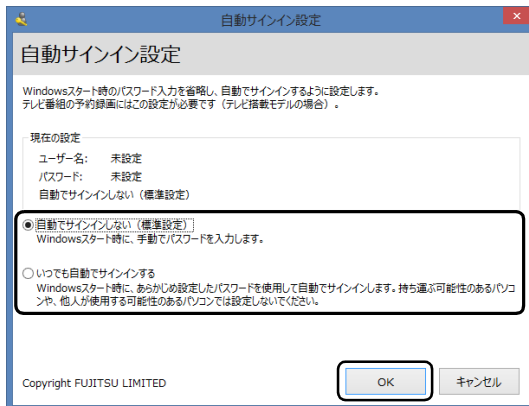 自動サインイン設定
自動サインイン設定
Windowsスタート時のパスワード入力を省略し、自動でサインインするように設定します。
テレビ番組の予約録画にはこの設定が必要です（テレビ搭載モデルの場合）。
現在の設定
ユーザー名: 未設定
パスワード: 未設定
自動でサインインしない（標準設定）
自動でサインインしない（標準設定）
Windowsスタート時に、手動でパスワードを入力します。
いつでも自動でサインインする
Windowsスタート時に、あらかじめ設定したパスワードを使用して自動でサインインします。持ち運ぶ可能性のあるパソコ
ンや、他人が使用する可能性のあるパソコンでは設定しないでください。
Copyright FUJITSU LIMITED OK キャンセル